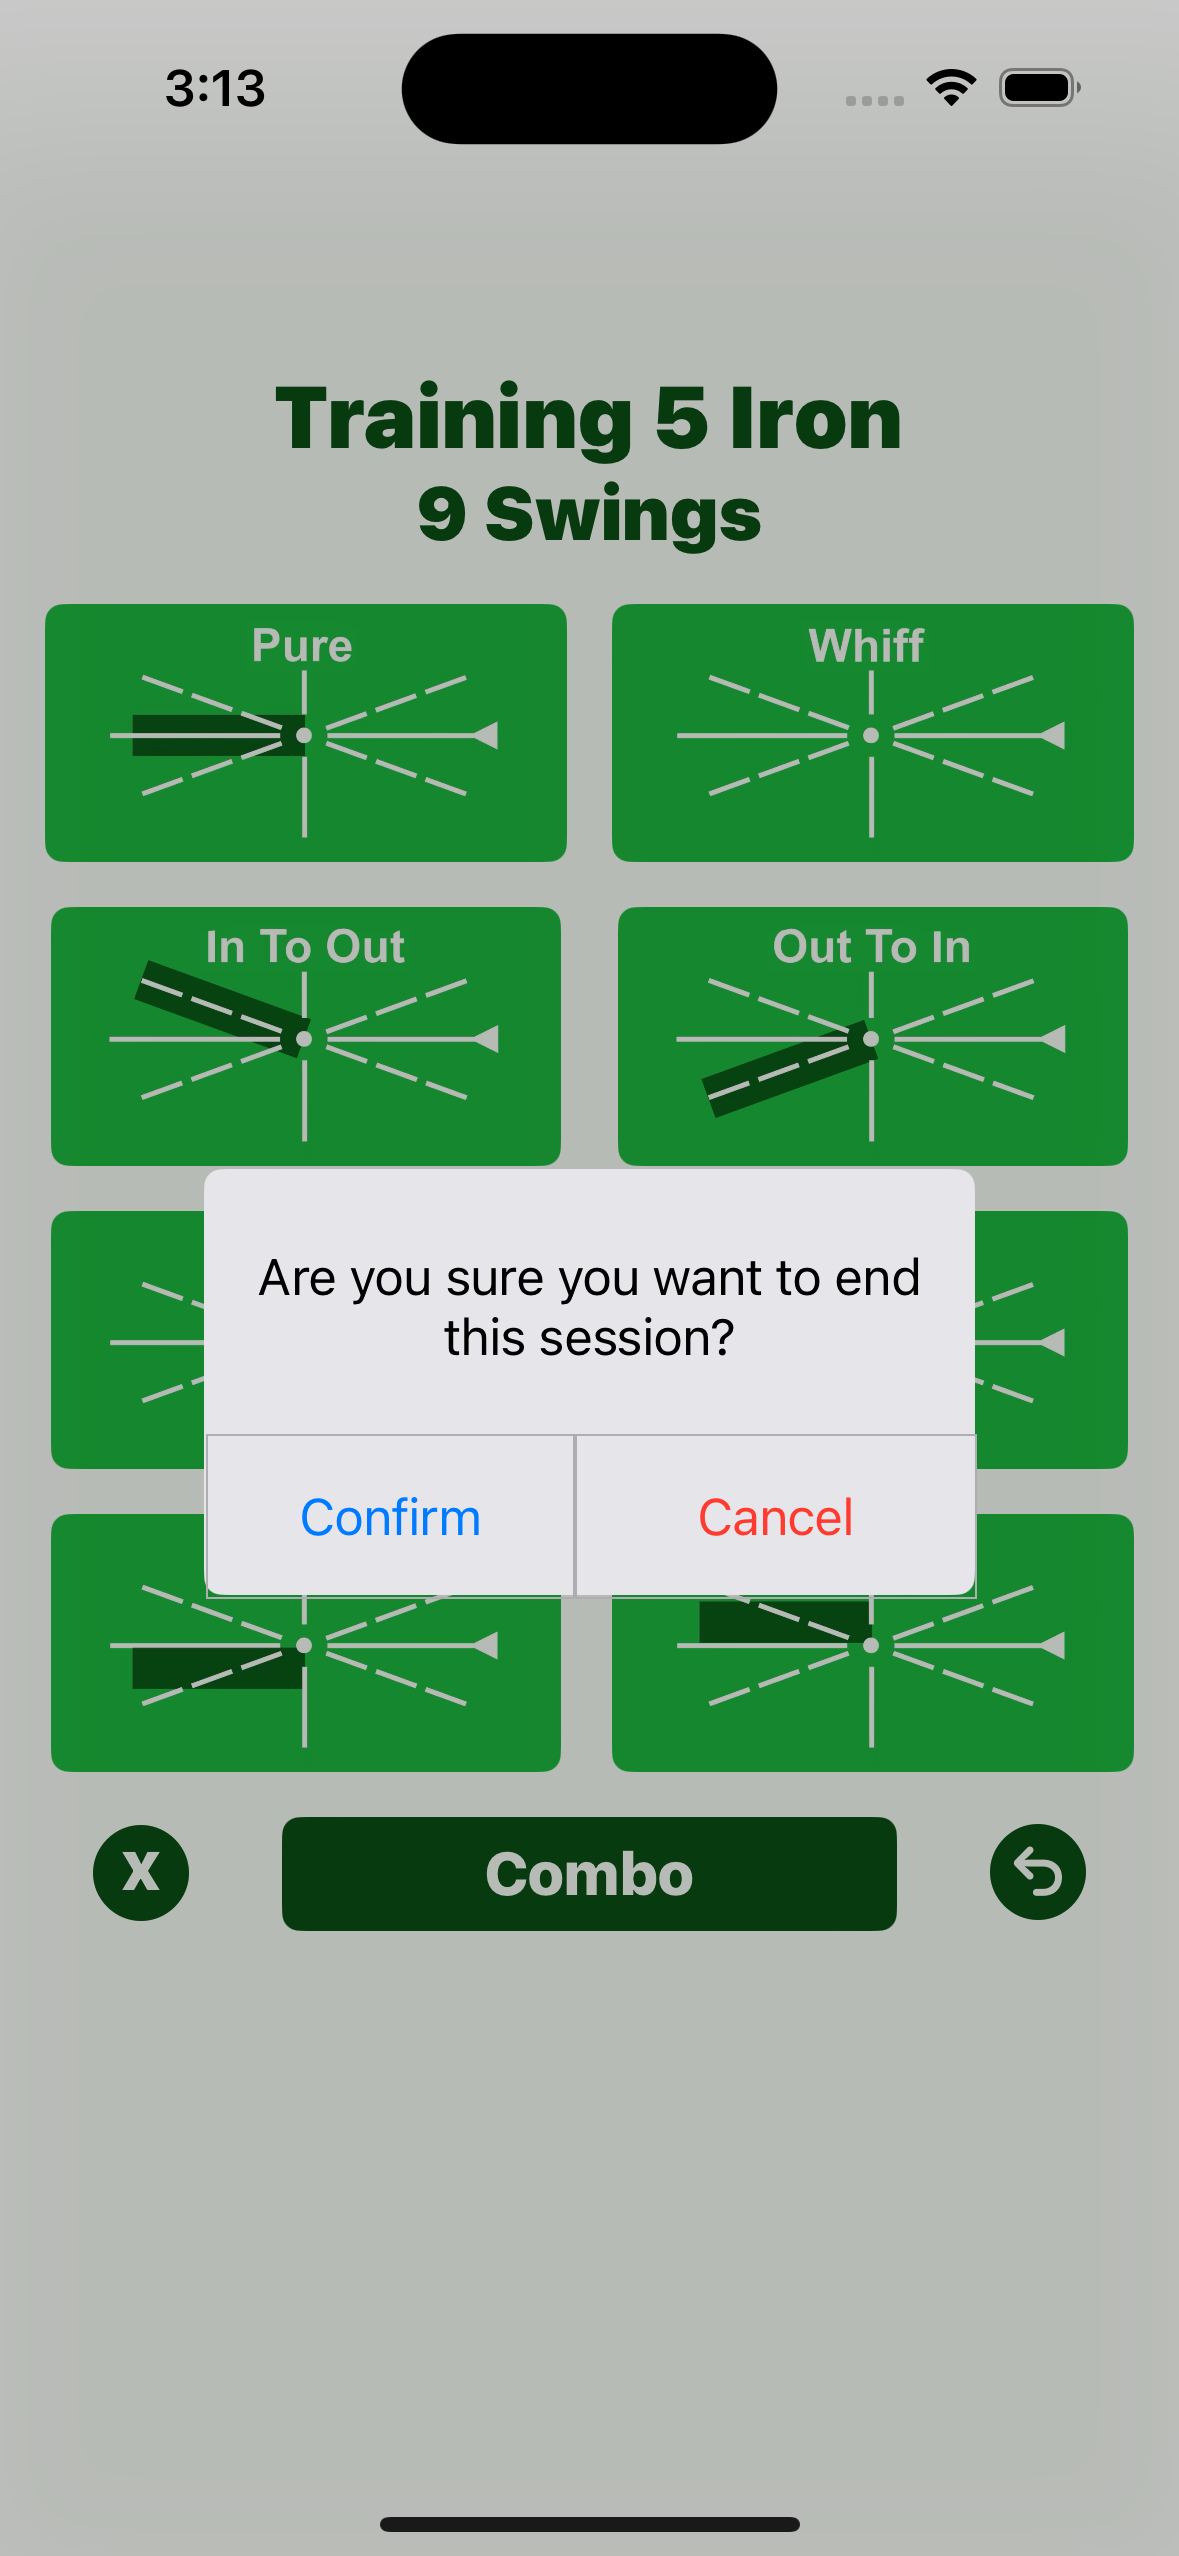 3:13
Training 5 Iron
9 Swings
Pure
Whiff
In To Out
Out To In
Are you sure you want to end
this session?
Confirm
Cancel
X
Combo